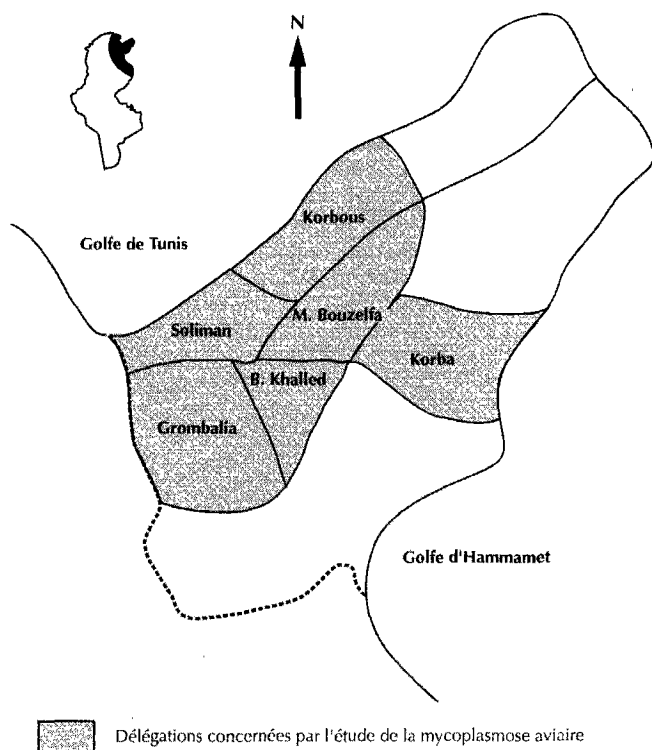 N
Korbous
Golfe de Tunis
M. Bouzelfa
Soliman
Korba
B. Khalled
Grombalia
Golfe d'Hammamet
Délégations concernées par l'étude de la mycoplasmose aviaire